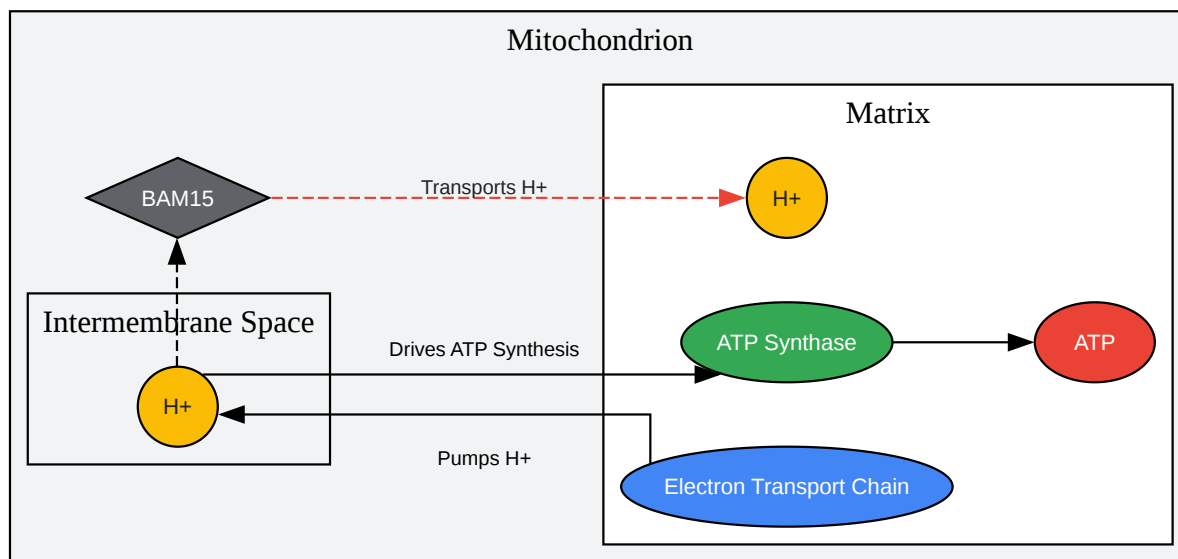 Mitochondrion
Matrix
BAM15
Transports H+
H+
Intermembrane Space
H+
Drives ATP Synthesis
ATP Synthase
ATP
Pumps H+
Electron Transport Chain